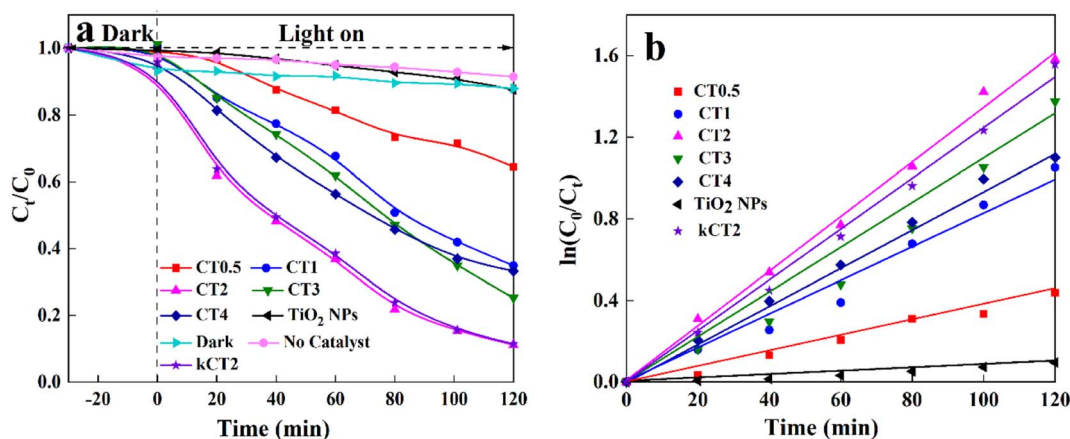 a
Dark
Light on
1.0
0.8
0.6
0.4
0.2
0.0
Ct/C0
CT0.5
CT1
CT2
CT3
CT4
TiO2 NPs
Dark
No Catalyst
kCT2
-20 0 20 40 60 80 100 120
Time (min)
b
1.6
1.2
0.8
0.4
0.0
ln(C0/Ct)
CT0.5
CT1
CT2
CT3
CT4
TiO2 NPs
kCT2
0 20 40 60 80 100 120
Time (min)